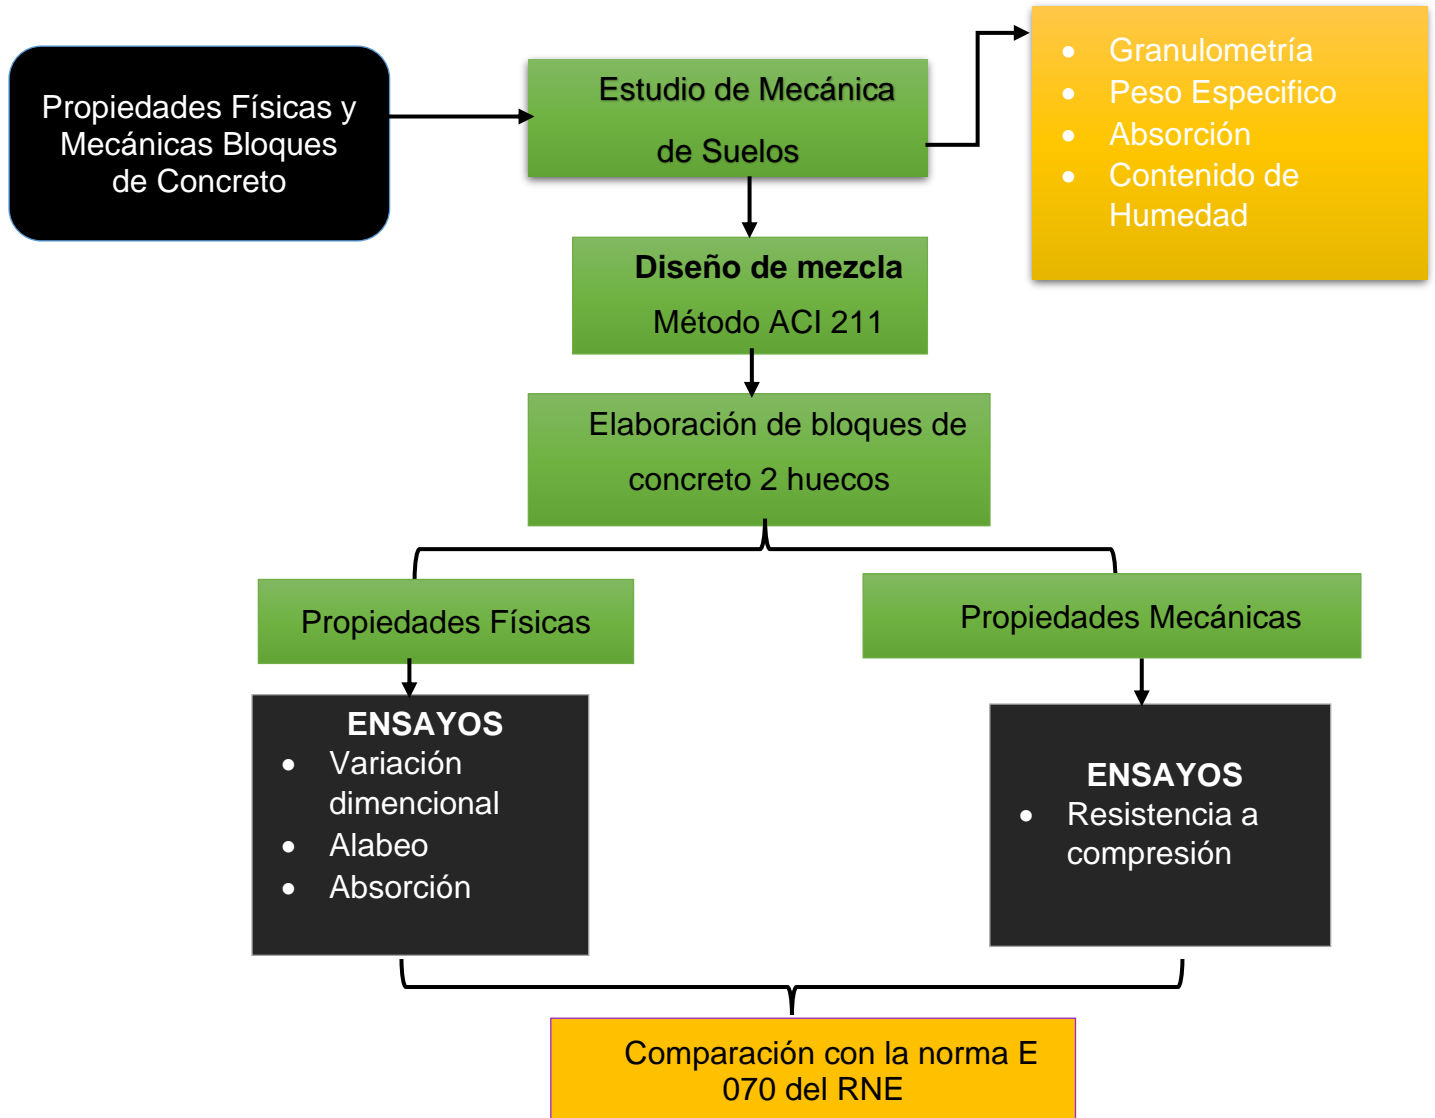 Propiedades Físicas y
Mecánicas Bloques
de Concreto
Estudio de Mecánica
de Suelos
• Granulometría
• Peso Especifico
• Absorción
• Contenido de
Humedad
Diseño de mezcla
Método ACI 211
Elaboración de bloques de
concreto 2 huecos
Propiedades Físicas
Propiedades Mecánicas
ENSAYOS
• Variación
dimencional
• Alabeo
• Absorción
ENSAYOS
• Resistencia a
compresión
Comparación con la norma E
070 del RNE